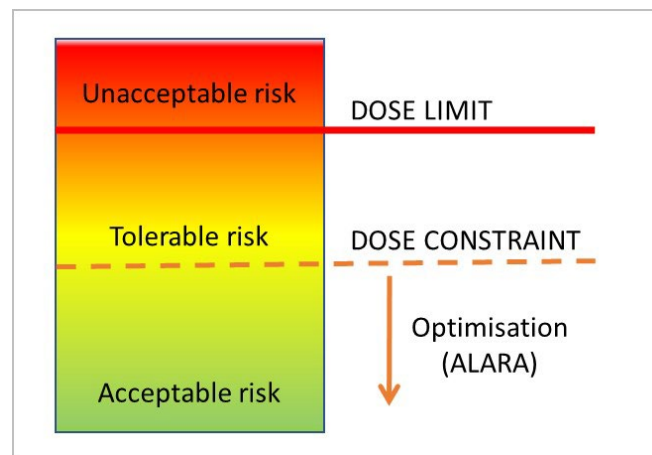 Unacceptable risk
DOSE LIMIT
Tolerable risk
DOSE CONSTRAINT
Optimisation
(ALARA)
Acceptable risk